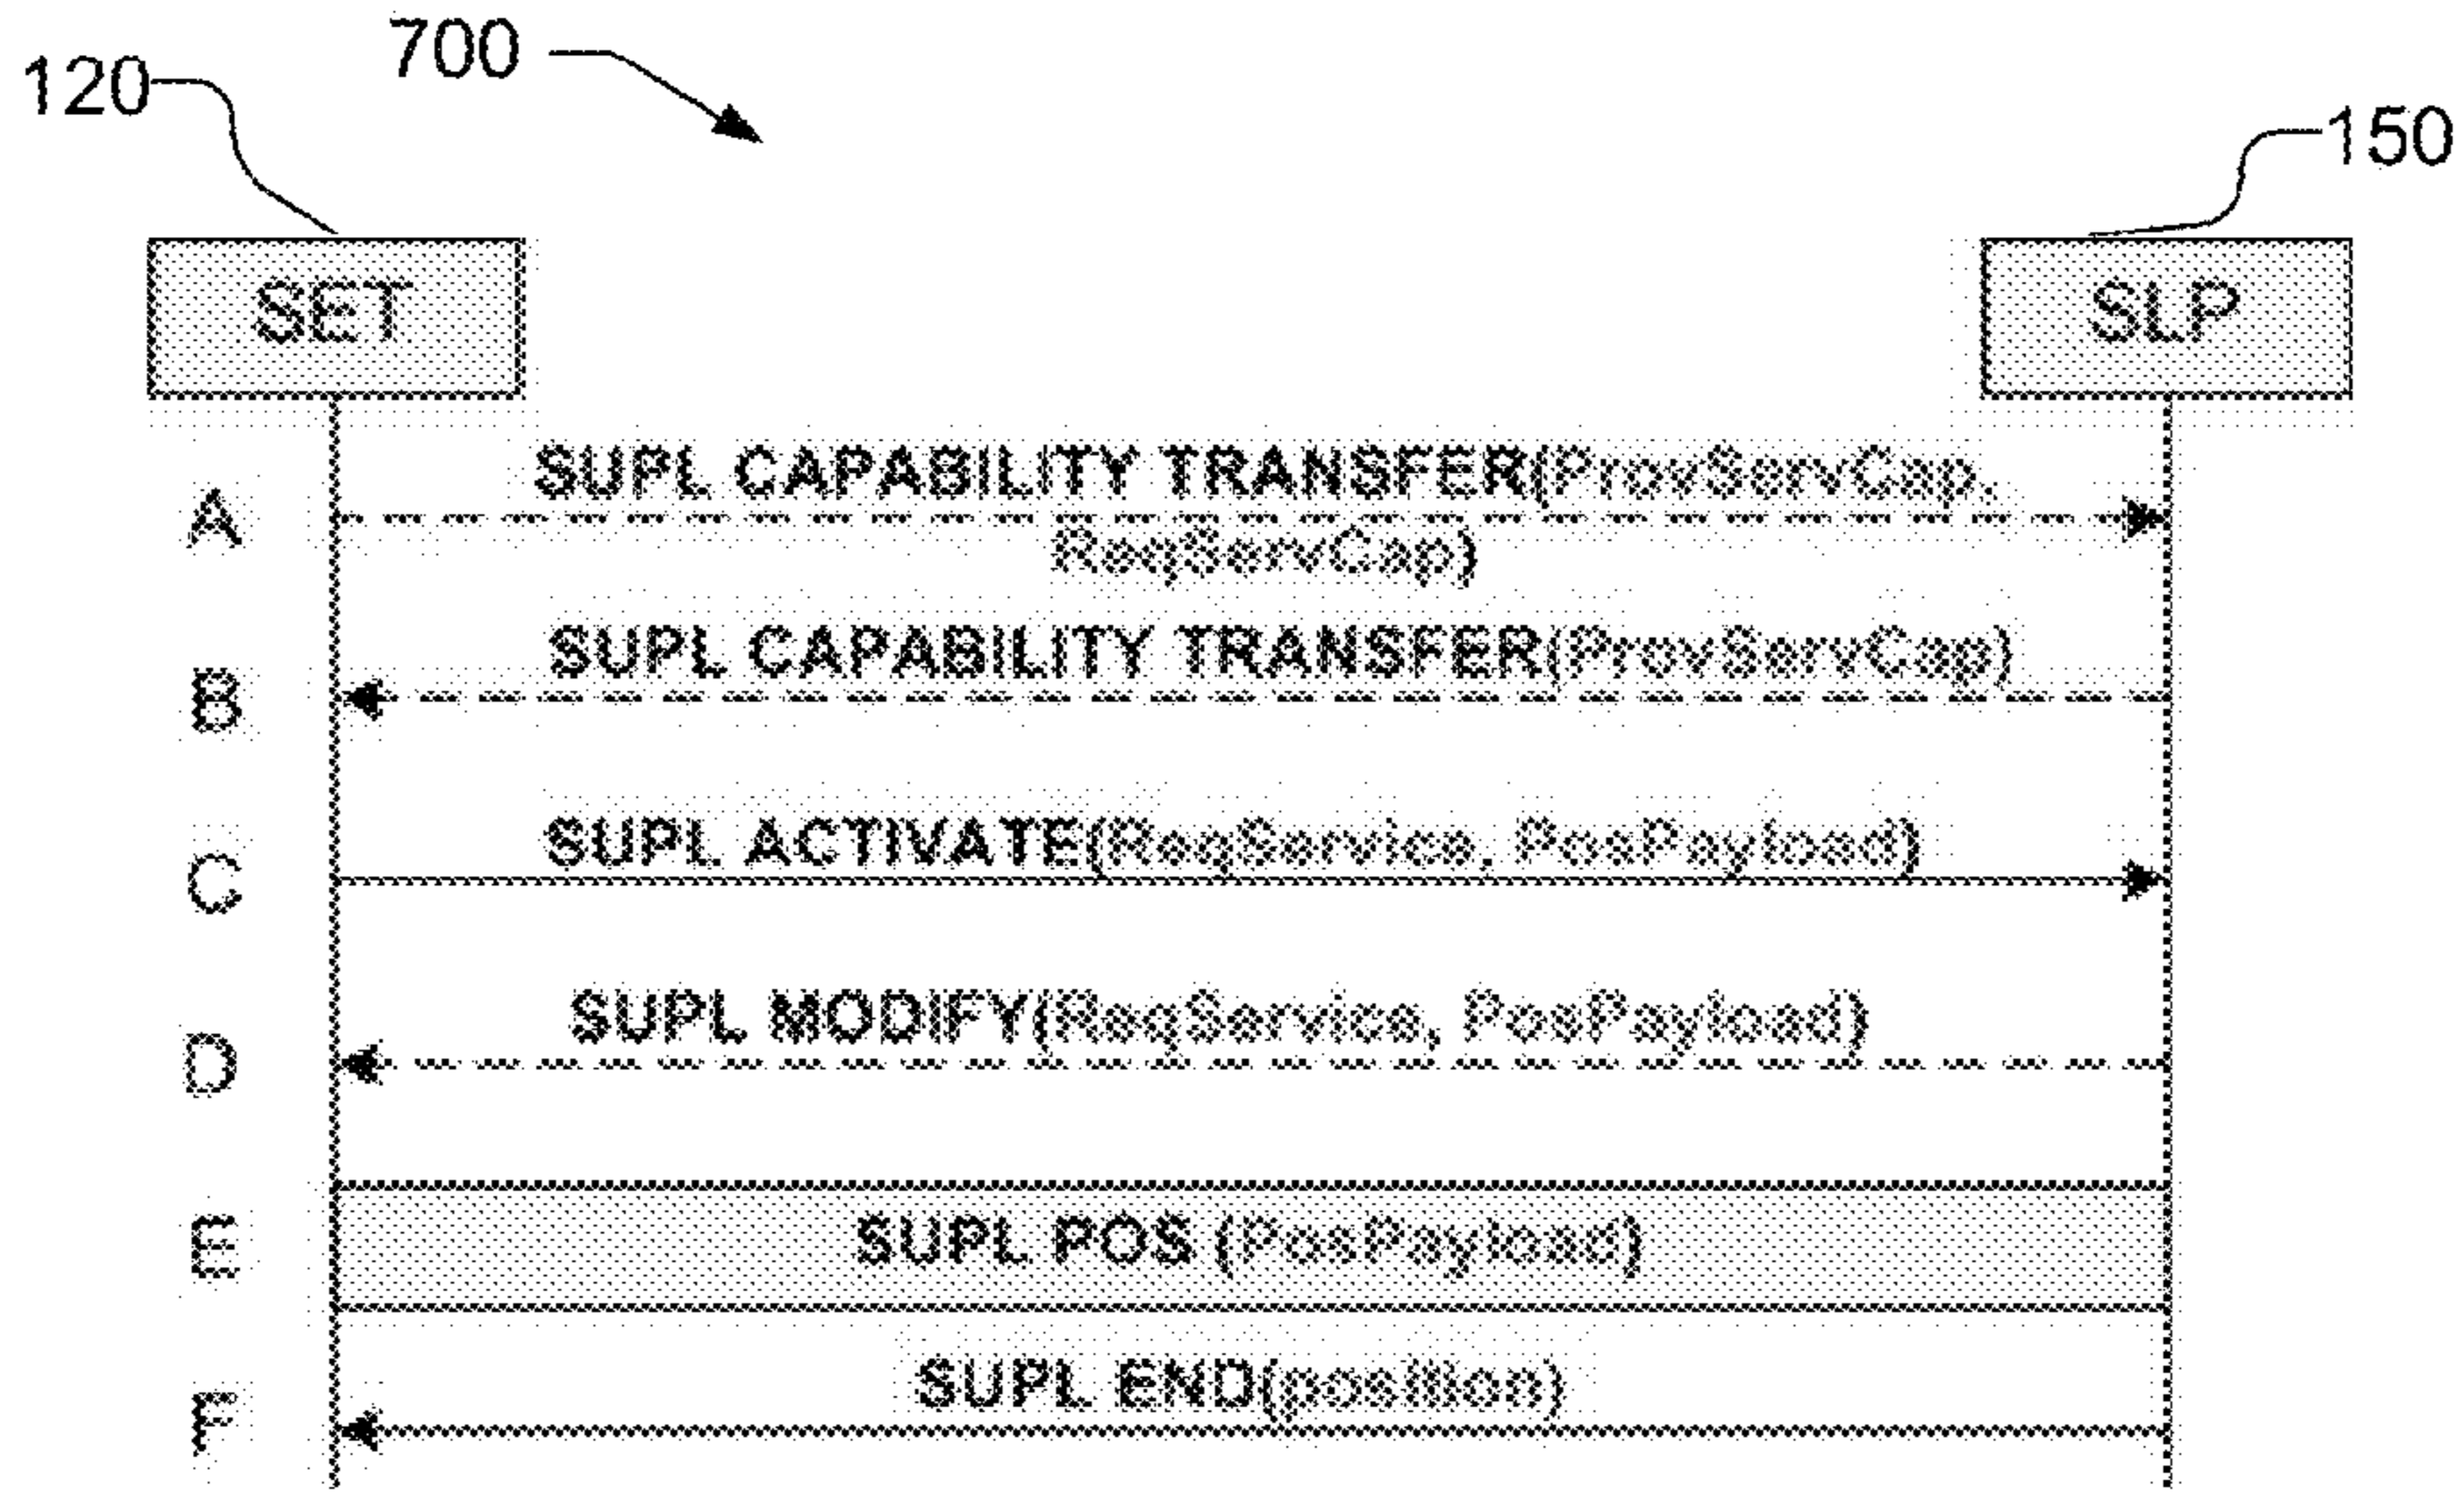 700
120
150
SET
SLP
A
SUPL CAPABILITY TRANSFER(ProvServCap,
ReqServCap)
B
SUPL CAPABILITY TRANSFER(ProvServCap)
C
SUPL ACTIVATE(ReqService, PosPayload)
D
SUPL MODIFY(ReqService, PosPayload)
E
SUPL POS (PosPayload)
F
SUPL END(position)